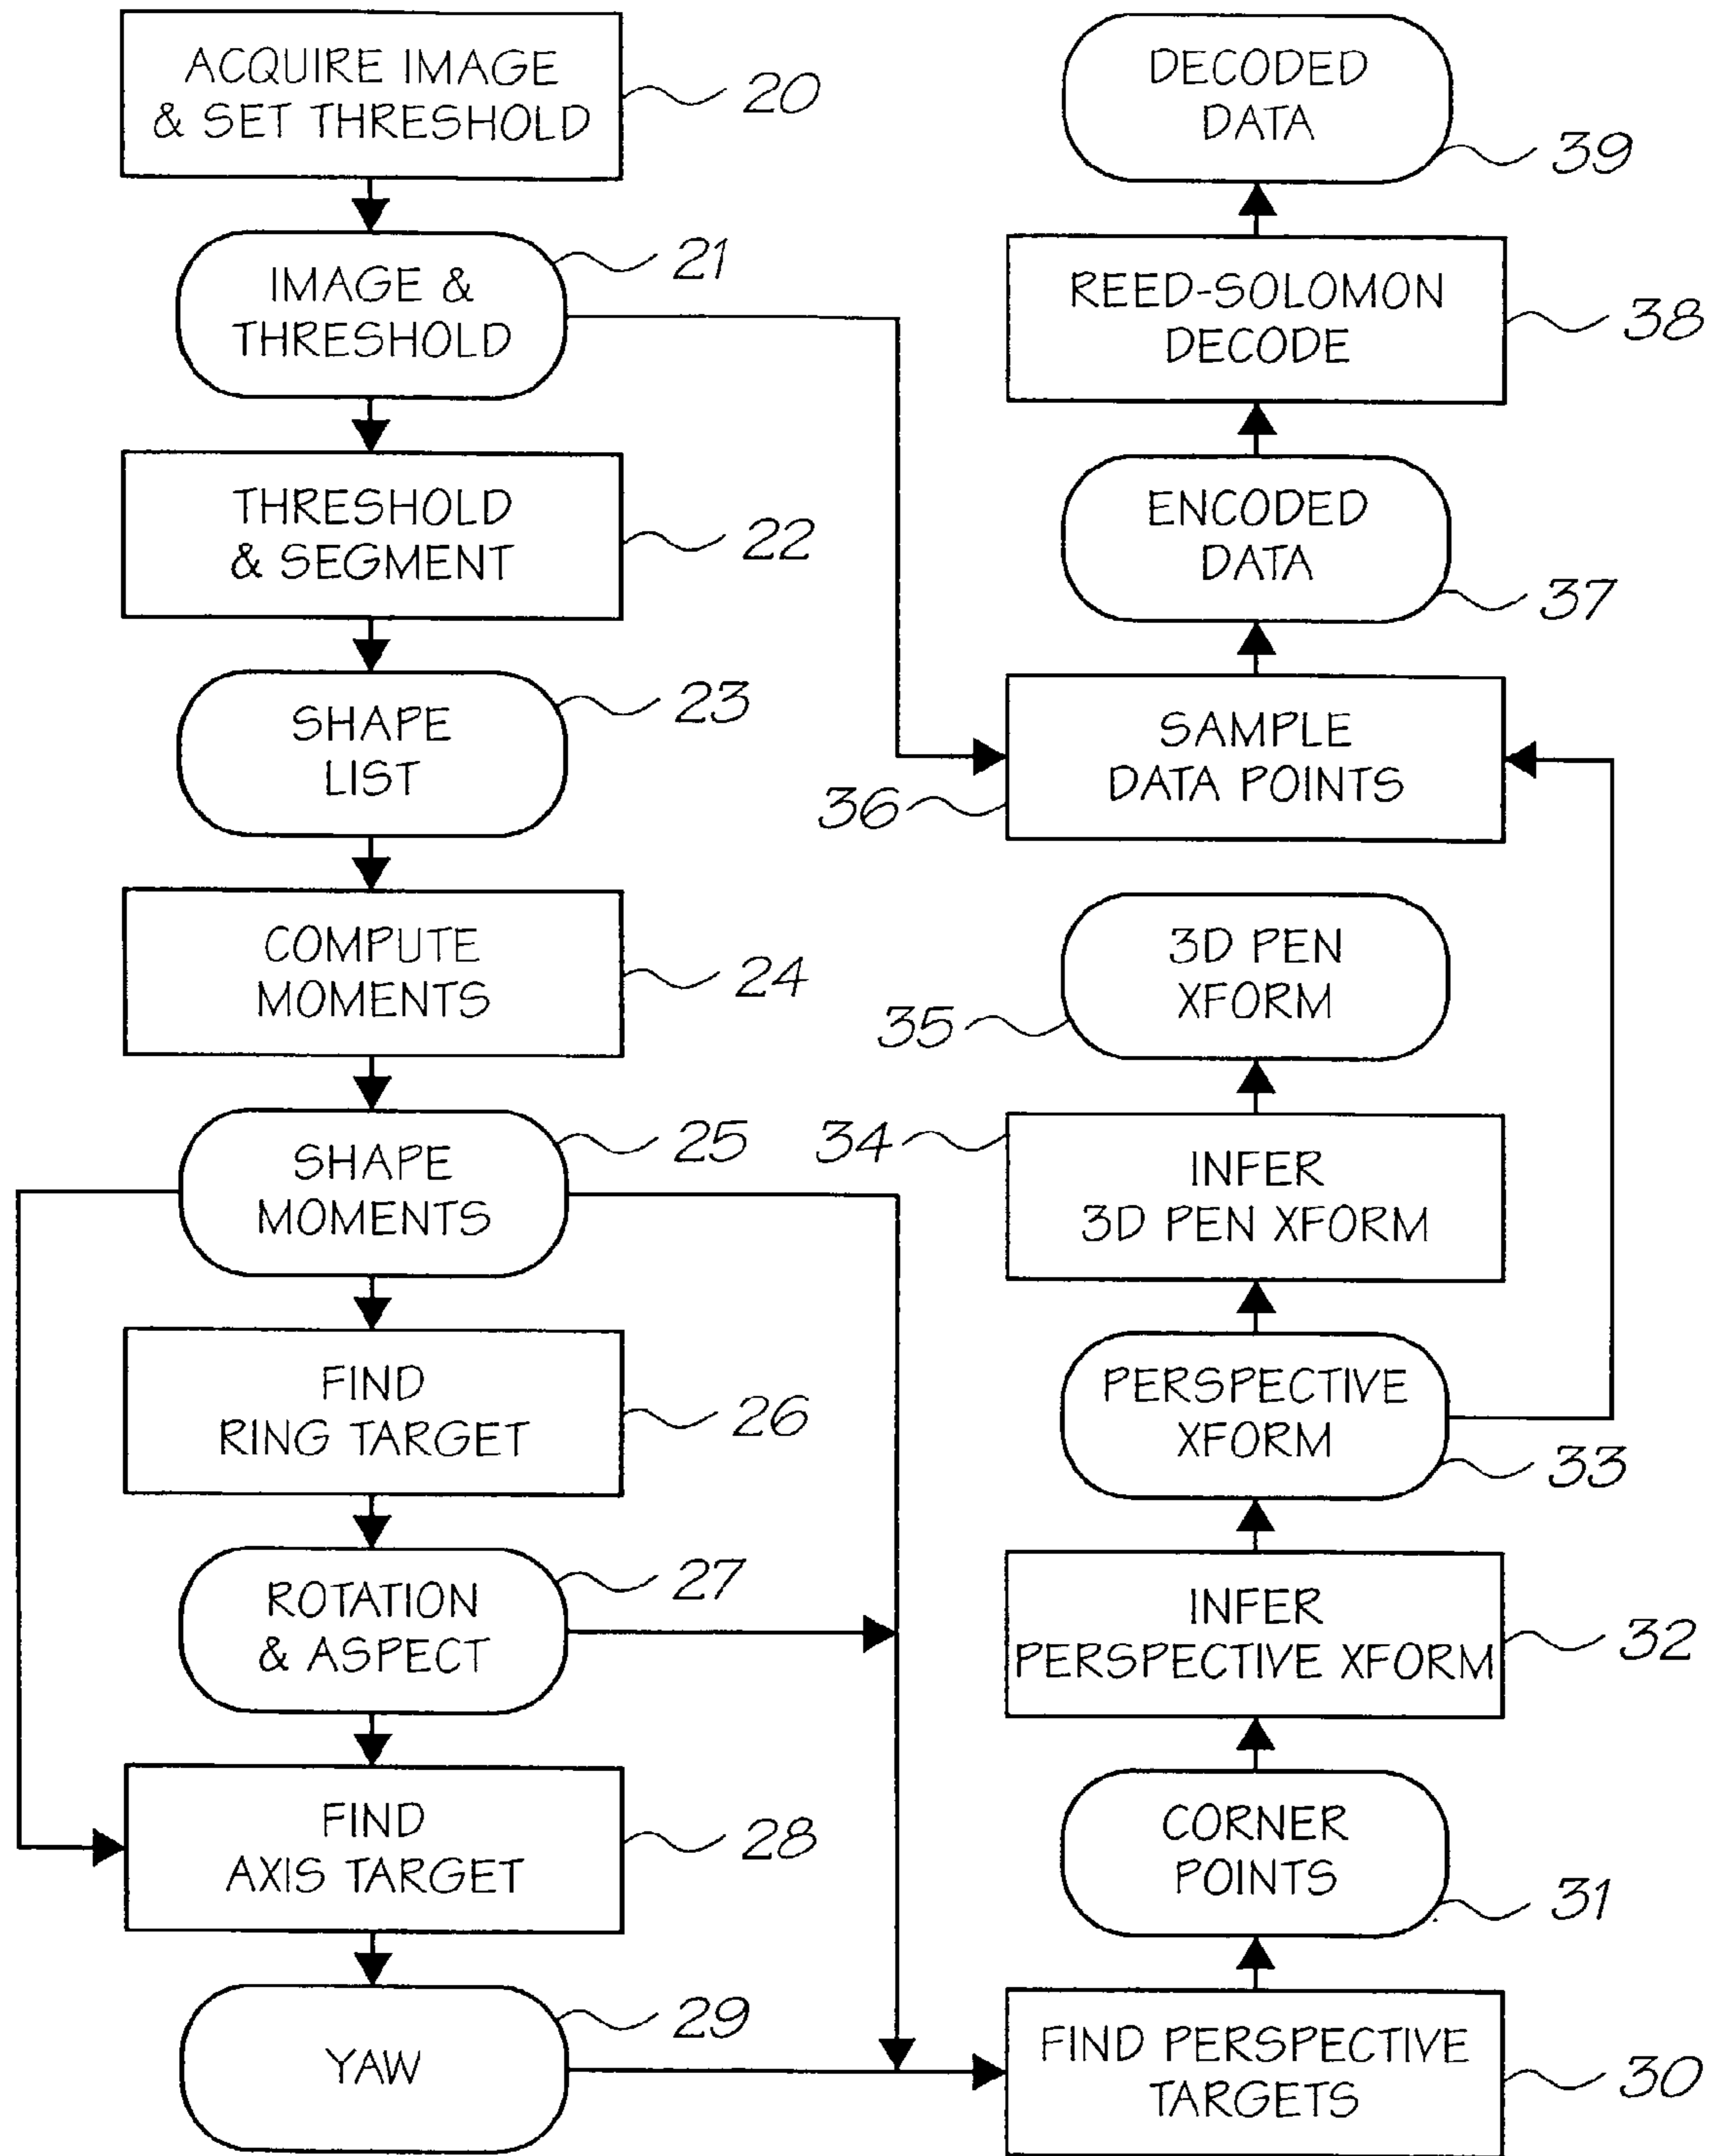 ACQUIRE IMAGE
& SET THRESHOLD
20
IMAGE &
THRESHOLD
21
THRESHOLD
& SEGMENT
22
SHAPE
LIST
23
COMPUTE
MOMENTS
24
SHAPE
MOMENTS
25
FIND
RING TARGET
26
ROTATION
& ASPECT
27
FIND
AXIS TARGET
28
YAW
29
DECODED
DATA
39
REED-SOLOMON
DECODE
38
ENCODED
DATA
37
SAMPLE
DATA POINTS
36
3D PEN
XFORM
35
INFER
3D PEN XFORM
34
PERSPECTIVE
XFORM
33
INFER
PERSPECTIVE XFORM
32
CORNER
POINTS
31
FIND PERSPECTIVE
TARGETS
30